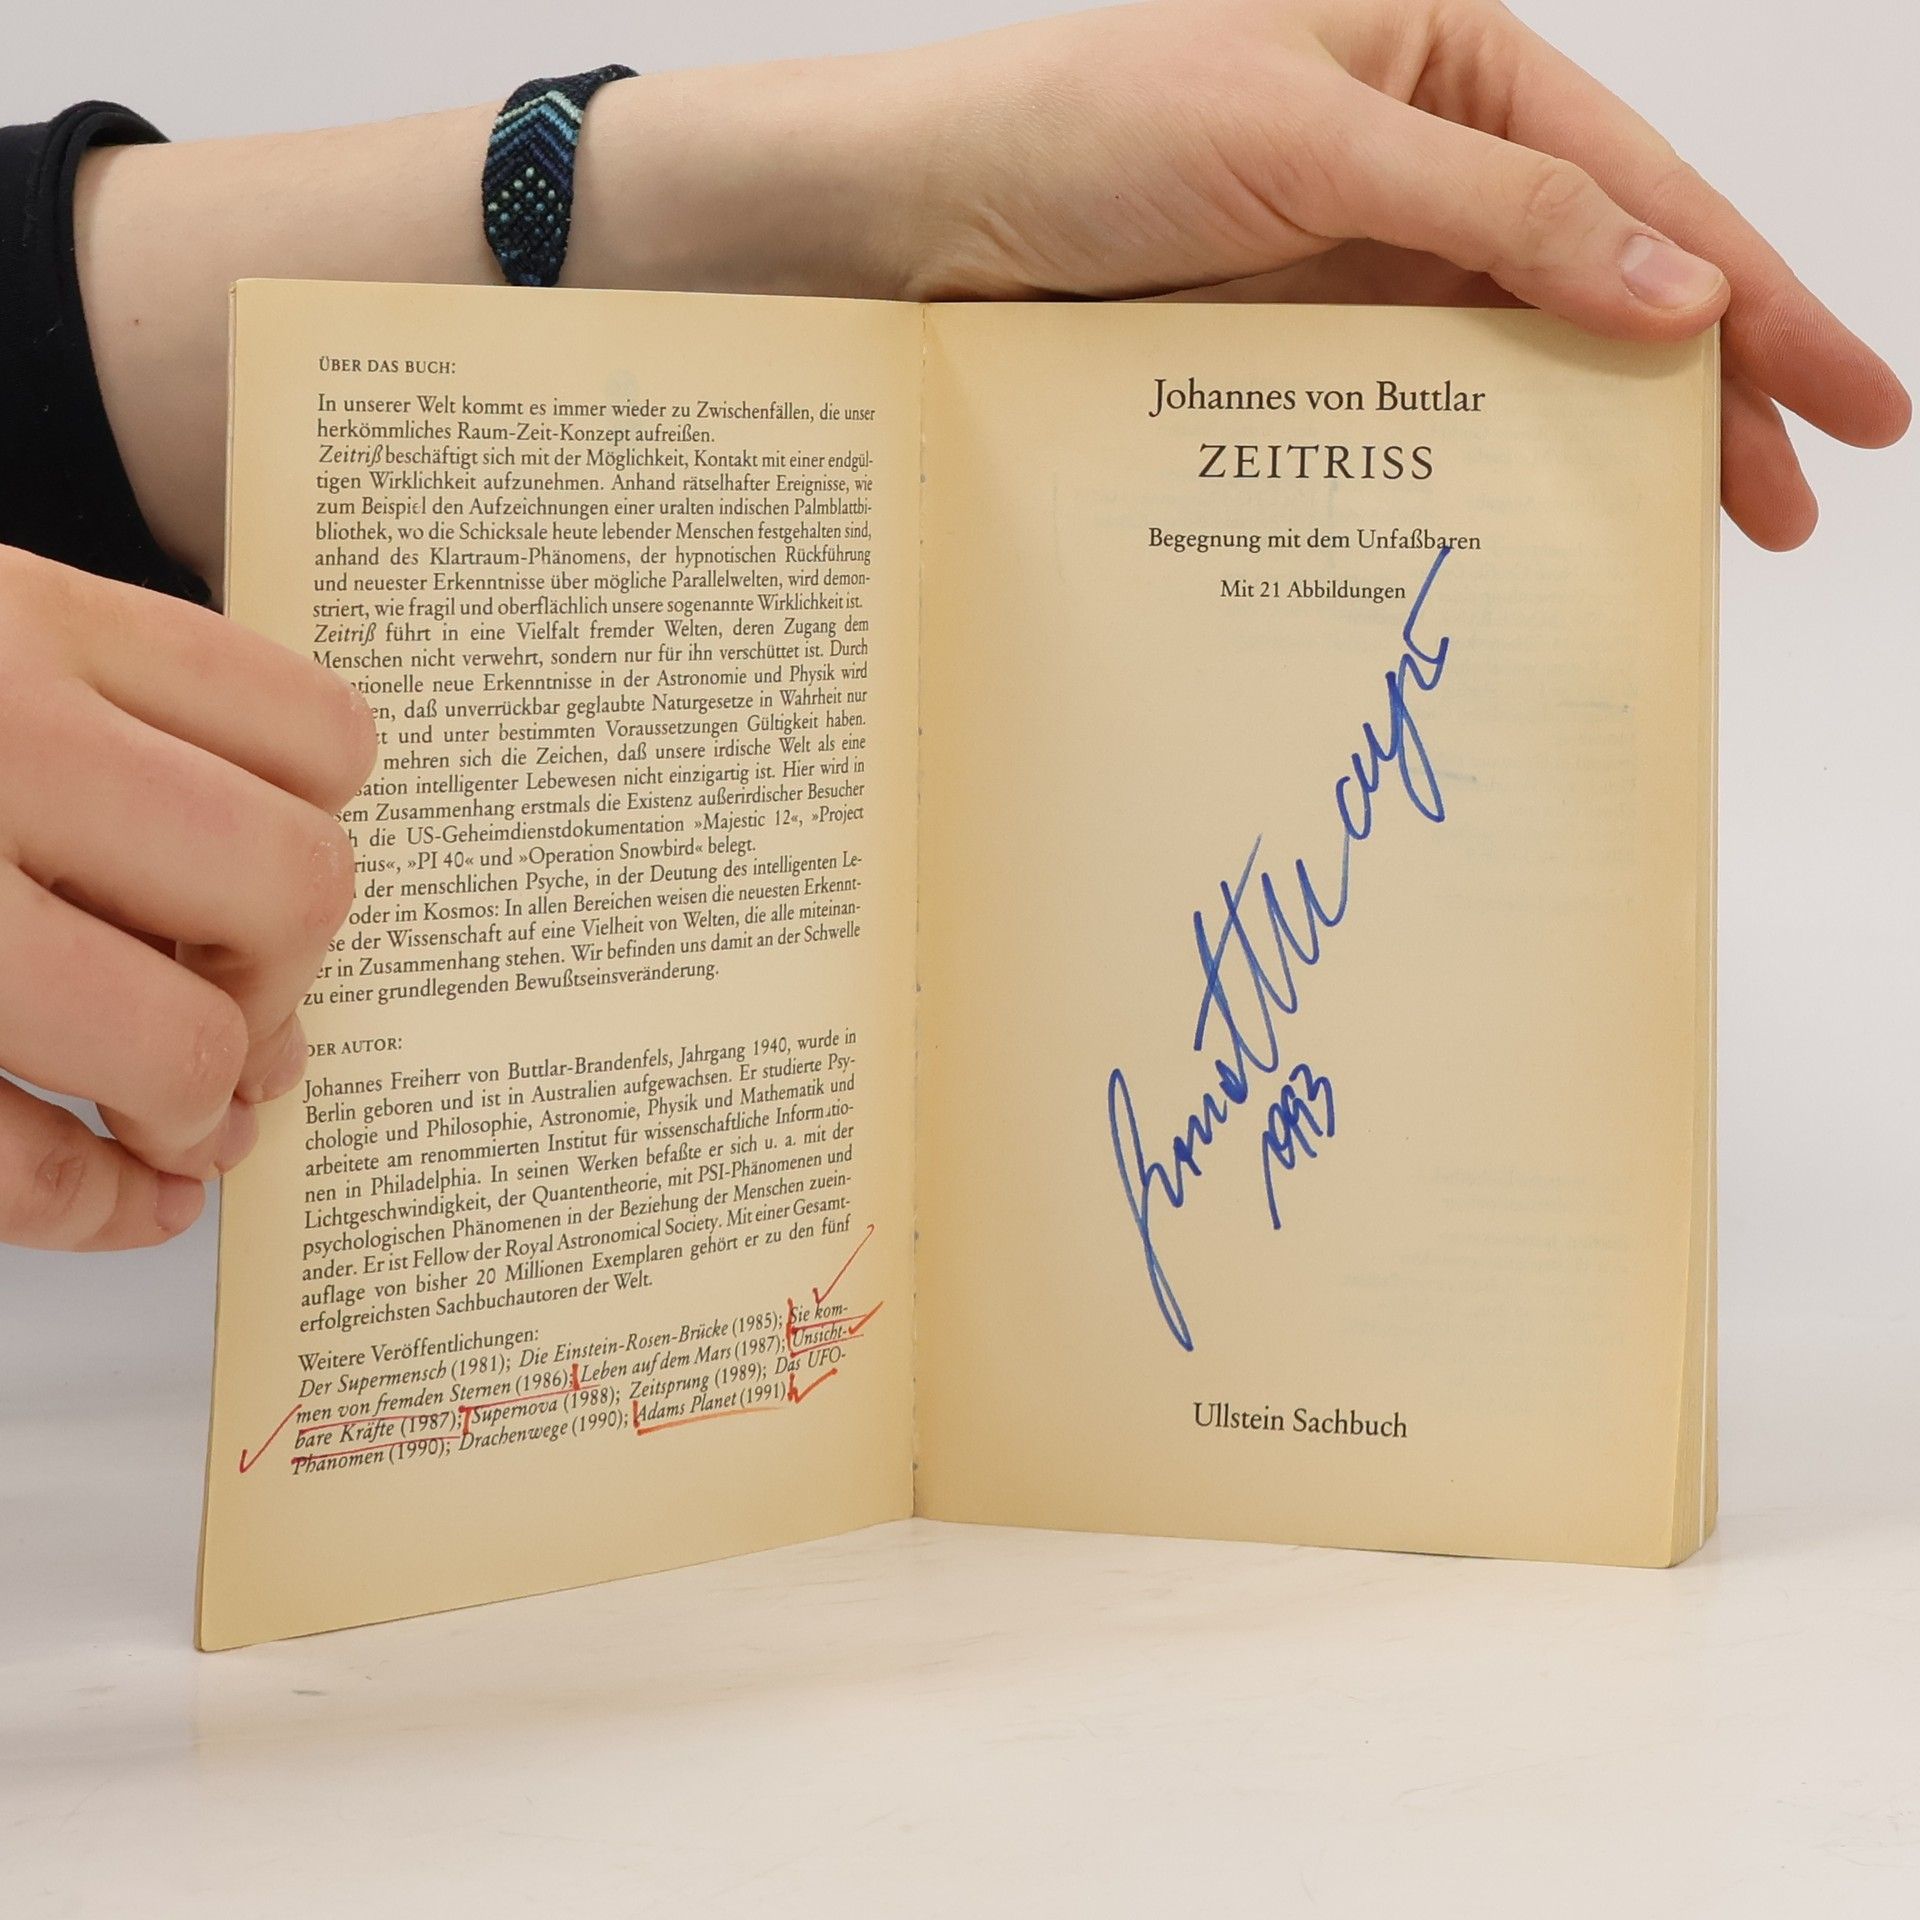 ÜBER DAS BUCH:
In unserer Welt kommt es immer wieder zu Zwischenfällen, die unser
herkömmliches Raum-Zeit-Konzept aufreißen.
Zeitriß beschäftigt sich mit der Möglichkeit, Kontakt mit einer endgül-
tigen Wirklichkeit aufzunehmen. Anhand rätselhafter Ereignisse, wie
zum Beispiel den Aufzeichnungen einer uralten indischen Palmblattbi-
bliothek, wo die Schicksale heute lebender Menschen festgehalten sind,
anhand des Klartraum-Phänomens, der hypnotischen Rückführung
und neuester Erkenntnisse über mögliche Parallelwelten, wird demon-
striert, wie fragil und oberflächlich unsere sogenannte Wirklichkeit ist.
Zeitriß führt in eine Vielfalt fremder Welten, deren Zugang dem
Menschen nicht verwehrt, sondern nur für ihn verschüttet ist. Durch
tionelle neue Erkenntnisse in der Astronomie und Physik wird
en, daß unverrückbar geglaubte Naturgesetze in Wahrheit nur
t und unter bestimmten Voraussetzungen Gültigkeit haben.
mehren sich die Zeichen, daß unsere irdische Welt als eine
sation intelligenter Lebewesen nicht einzigartig ist. Hier wird in
sem Zusammenhang erstmals die Existenz außerirdischer Besucher
h die US-Geheimdienstdokumentation »Majestic 12«, »Project
rius«, »PI 40« und »Operation Snowbird« belegt.
der menschlichen Psyche, in der Deutung des intelligenten Le-
oder im Kosmos: In allen Bereichen weisen die neuesten Erkennt-
se der Wissenschaft auf eine Vielheit von Welten, die alle miteinan-
er in Zusammenhang stehen. Wir befinden uns damit an der Schwelle
zu einer grundlegenden Bewußtseinsveränderung.
DER AUTOR:
Johannes Freiherr von Buttlar-Brandenfels, Jahrgang 1940, wurde in
Berlin geboren und ist in Australien aufgewachsen. Er studierte Psy-
chologie und Philosophie, Astronomie, Physik und Mathematik und
arbeitete am renommierten Institut für wissenschaftliche Informatio-
nen in Philadelphia. In seinen Werken befaßte er sich u. a. mit der
Lichtgeschwindigkeit, der Quantentheorie, mit PSI-Phänomenen und
psychologischen Phänomenen in der Beziehung der Menschen zuein-
ander. Er ist Fellow der Royal Astronomical Society. Mit einer Gesamt-
auflage von bisher 20 Millionen Exemplaren gehört er zu den fünf
erfolgreichsten Sachbuchautoren der Welt.
Weitere Veröffentlichungen:
Der Supermensch (1981); Die Einstein-Rosen-Brücke (1985); Sie kom-
men von fremden Sternen (1986); Leben auf dem Mars (1987); Unsicht-
bare Kräfte (1987); Supernova (1988); Zeitsprung (1989); Das UFO-
Phänomen (1990); Drachenwege (1990); Adams Planet (1991)
Johannes von Buttlar
ZEITRISS
Begegnung mit dem Unfaßbaren
Mit 21 Abbildungen
1993
Ullstein Sachbuch